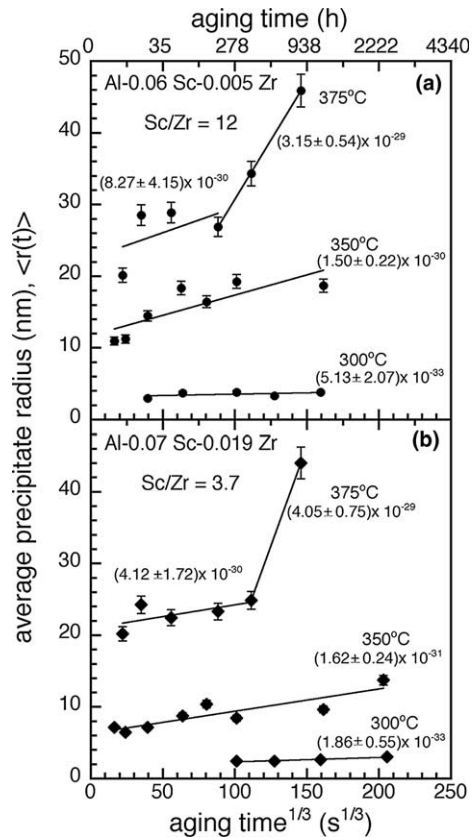 aging time (h)
0 35 278 938 2222 4340
50
40
30
20
10
0
Al-0.06 Sc-0.005 Zr
(a)
Sc/Zr = 12
375°C
(3.15±0.54)x 10-29
(8.27±4.15)x 10-30
350°C
(1.50±0.22)x 10-30
300°C
(5.13±2.07)x 10-33
average precipitate radius (nm), <r(t)>
Al-0.07 Sc-0.019 Zr
(b)
Sc/Zr = 3.7
375°C
(4.05±0.75)x 10-29
(4.12±1.72)x 10-30
350°C
(1.62±0.24)x 10-31
300°C
(1.86±0.55)x 10-33
40
30
20
10
0
0 50 100 150 200 250
aging time1/3 (s1/3)